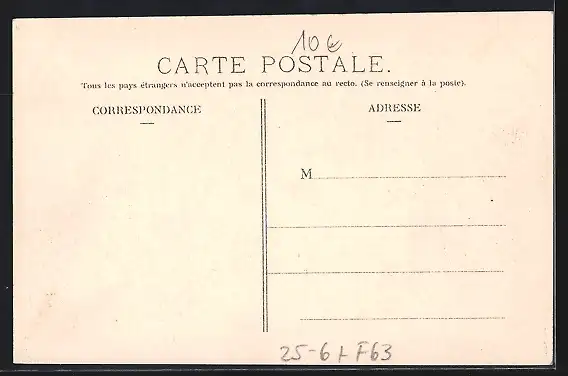 10€
CARTE POSTALE.
Tous les pays étrangers n'acceptent pas la correspondance au recto. (Se renseigner à la poste).
CORRESPONDANCE
ADRESSE
M
25-6+F63